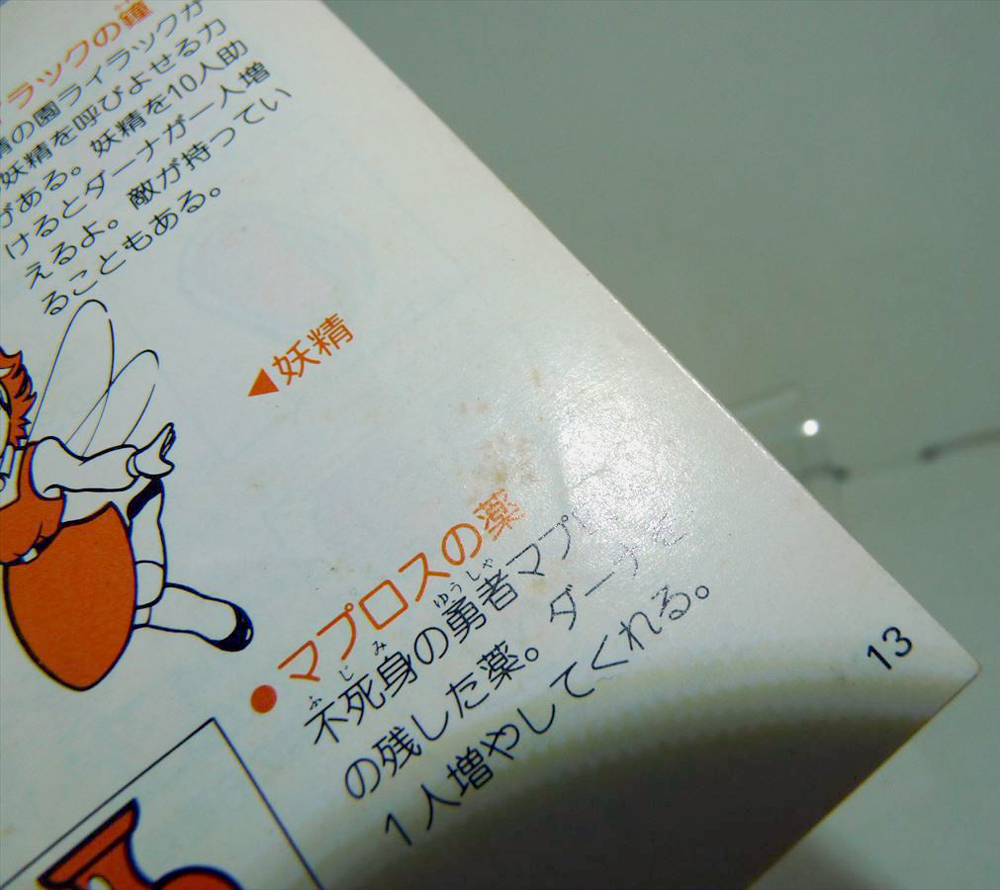 ラックの鐘
精の園ライラックが
妖精を呼びよせる力
がある。妖精を10人助
けるとダーナが一人増
えるよ。敵が持ってい
ることもある。
◀妖精
●マプロスの薬
不死身の勇者マプ
の残した薬。ダーナを
1人増やしてくれる。
13